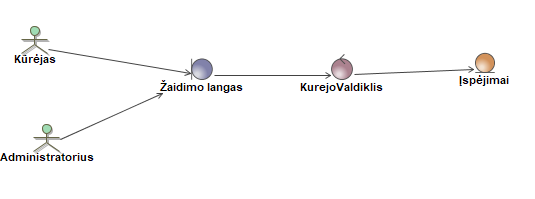 Kūrėjas
Žaidimo langas
KurejoValdiklis
Įspėjimai
Administratorius